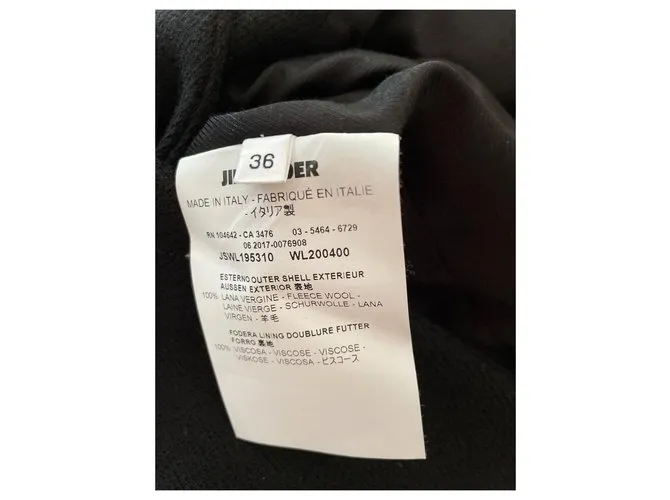 36
JIL SANDER
MADE IN ITALY - FABRIQUÉ EN ITALIE
- イタリア製
RN 104642 - CA 3476 03 - 5464 - 6729
06 2017-0076908
JSWL195310 WL200400
ESTERNO OUTER SHELL EXTERIEUR
AUSSEN EXTERIOR 表地
100% LANA VERGINE - FLEECE WOOL -
LAINE VIERGE - SCHURWOLLE - LANA
VIRGEN - 羊毛
FODERA LINING DOUBLURE FUTTER
FORRO 裏地
100% VISCOSA - VISCOSE - VISCOSE -
VISKOSE - VISCOSA - ビスコース